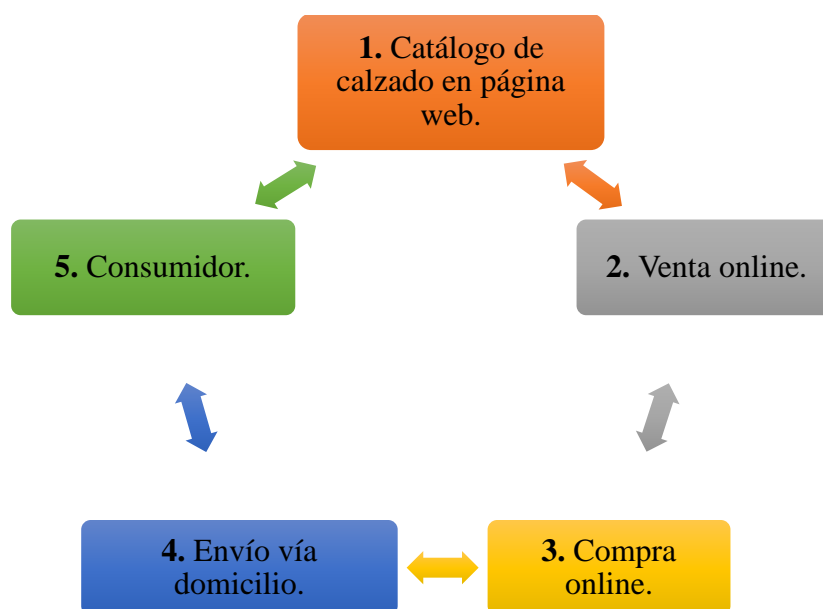 1. Catálogo de
calzado en página
web.
2. Venta online.
3. Compra
online.
4. Envío vía
domicilio.
5. Consumidor.